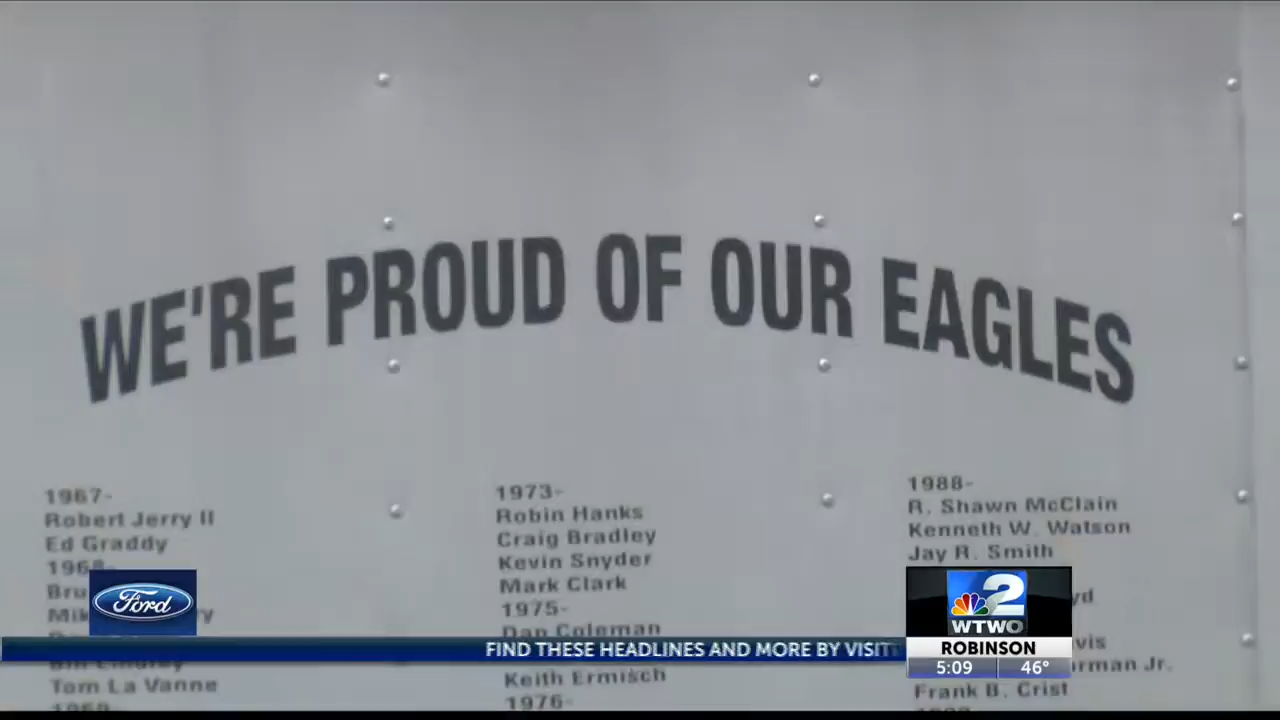 WE'RE PROUD OF OUR EAGLES
1967-
Robert Jerry II
Ed Graddy
1968-
Tom La Vanne
1973-
Robin Hanks
Craig Bradley
Kevin Snyder
Mark Clark
1975-
Dan Coleman
Keith Ermisch
1976-
1988-
R. Shawn McClain
Kenneth W. Watson
Jay R. Smith
Frank B. Crist
Ford
FIND THESE HEADLINES AND MORE BY
2
WTWO
ROBINSON
5:09 46°